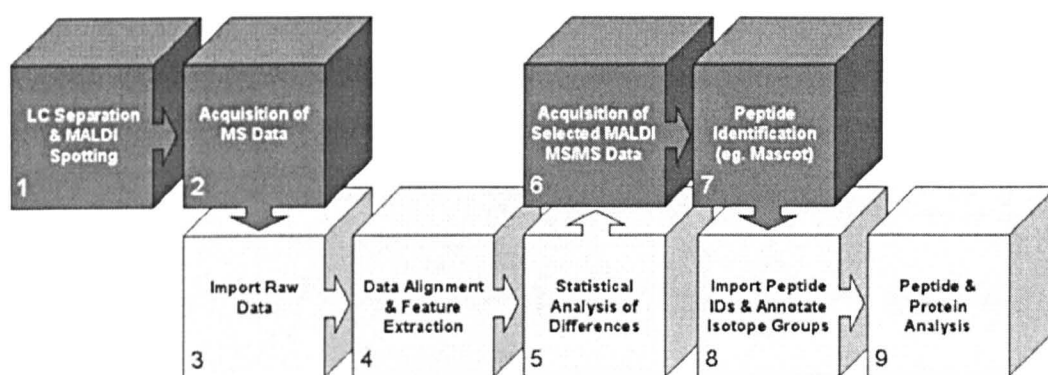 LC Separation
& MALDI
Spotting
1
Acquisition of
MS Data
2
Import Raw
Data
3
Data Alignment
& Feature
Extraction
4
Statistical
Analysis of
Differences
5
Acquisition of
Selected MALDI
MS/MS Data
6
Peptide
Identification
(eg. Mascot)
7
Import Peptide
IDs & Annotate
Isotope Groups
8
Peptide &
Protein
Analysis
9